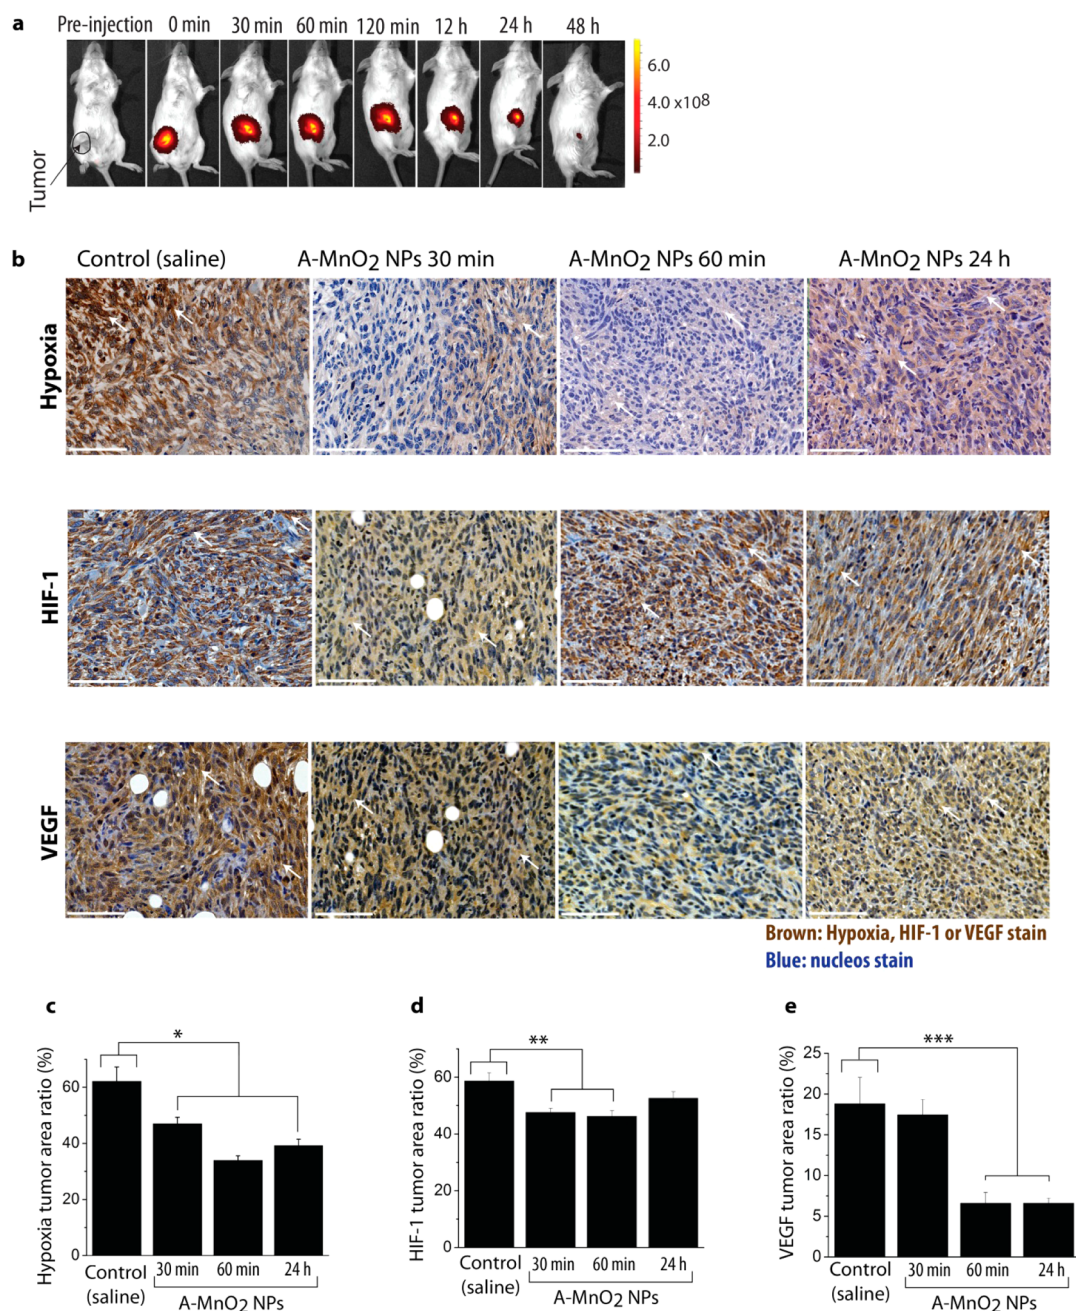 a
Pre-injection 0 min 30 min 60 min 120 min 12 h 24 h 48 h
6.0
4.0 x10⁸
2.0
Tumor
b
Control (saline) A-MnO₂ NPs 30 min A-MnO₂ NPs 60 min A-MnO₂ NPs 24 h
Hypoxia
HIF-1
VEGF
Brown: Hypoxia, HIF-1 or VEGF stain
Blue: nucleos stain
c
Hypoxia tumor area ratio (%)
*
60
40
20
0
Control (saline)
30 min 60 min 24 h
A-MnO₂ NPs
d
HIF-1 tumor area ratio (%)
**
60
40
20
0
Control (saline)
30 min 60 min 24 h
A-MnO₂ NPs
e
VEGF tumor area ratio (%)
***
25
20
15
10
5
0
Control (saline)
30 min 60 min 24 h
A-MnO₂ NPs